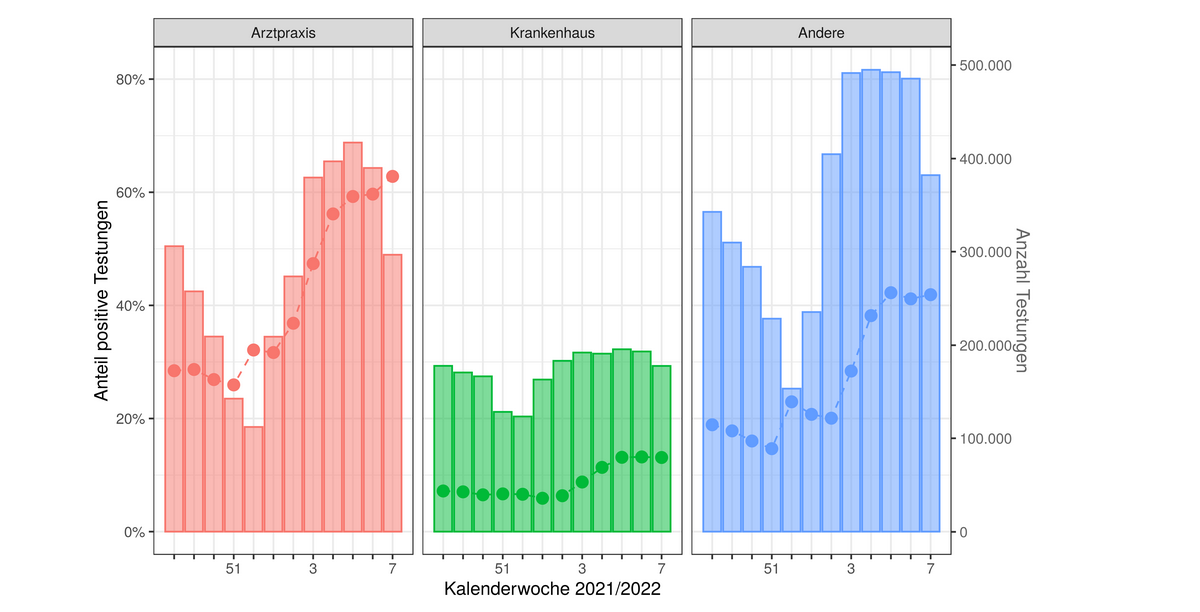 Arztpraxis Krankenhaus Andere
80%
60%
40%
20%
0%
Anteil positive Testungen
500.000
400.000
300.000
200.000
100.000
0
Anzahl Testungen
51 3 7 51 3 7 51 3 7
Kalenderwoche 2021/2022